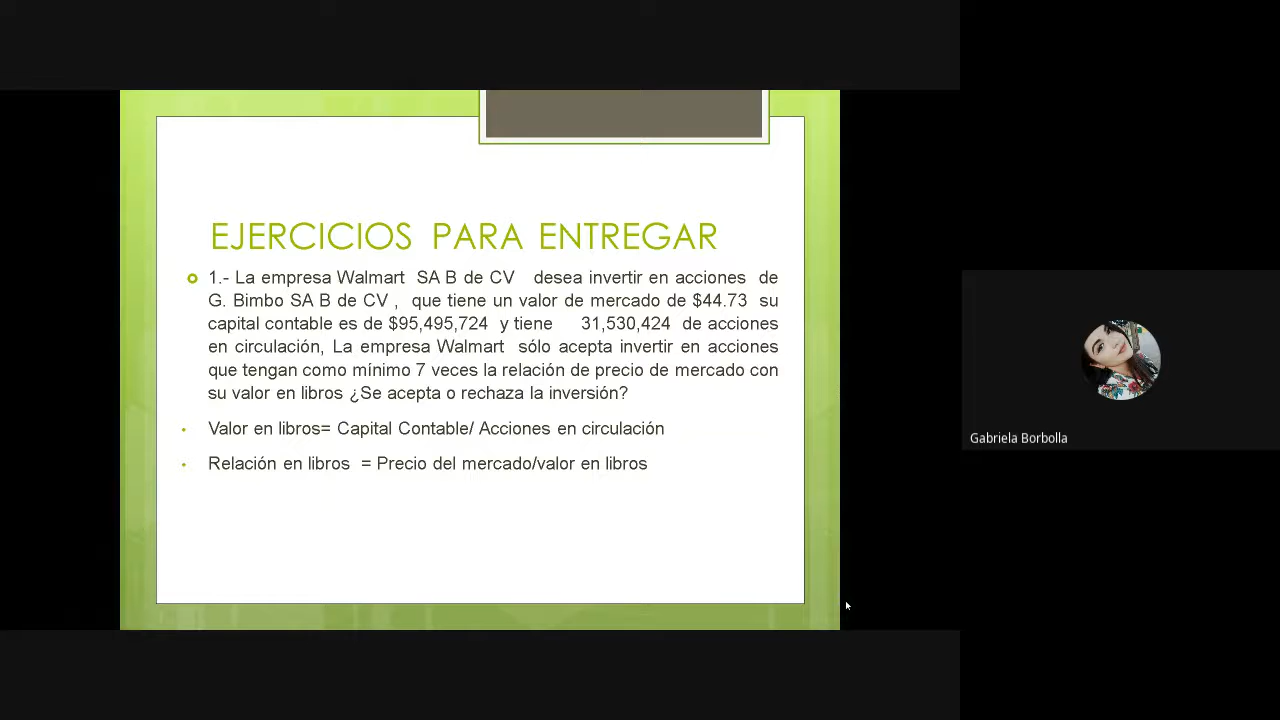 EJERCICIOS PARA ENTREGAR
1.- La empresa Walmart SA B de CV desea invertir en acciones de
G. Bimbo SA B de CV , que tiene un valor de mercado de $44.73 su
capital contable es de $95,495,724 y tiene 31,530,424 de acciones
en circulación, La empresa Walmart sólo acepta invertir en acciones
que tengan como mínimo 7 veces la relación de precio de mercado con
su valor en libros ¿Se acepta o rechaza la inversión?
Valor en libros= Capital Contable/ Acciones en circulación
Relación en libros = Precio del mercado/valor en libros
Gabriela Borbolla